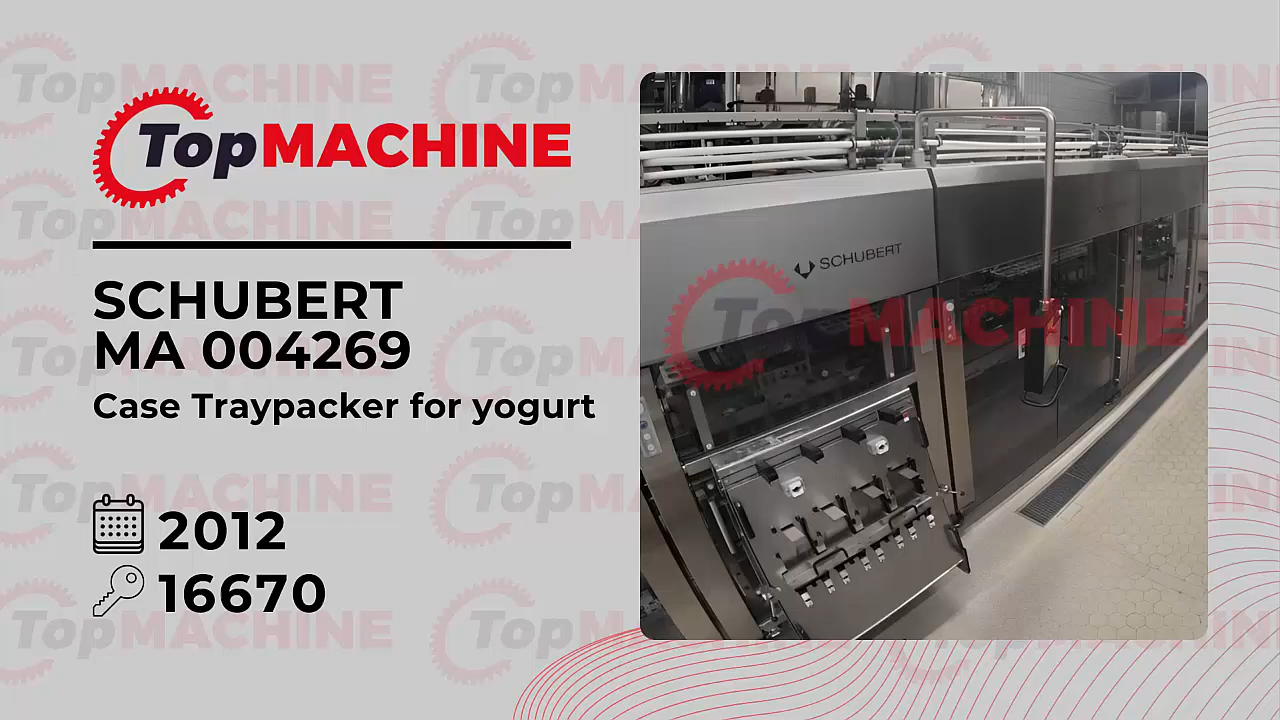 TopMACHINE
SCHUBERT
MA 004269
Case Traypacker for yogurt
2012
16670
SCHUBERT
TopMACHINE